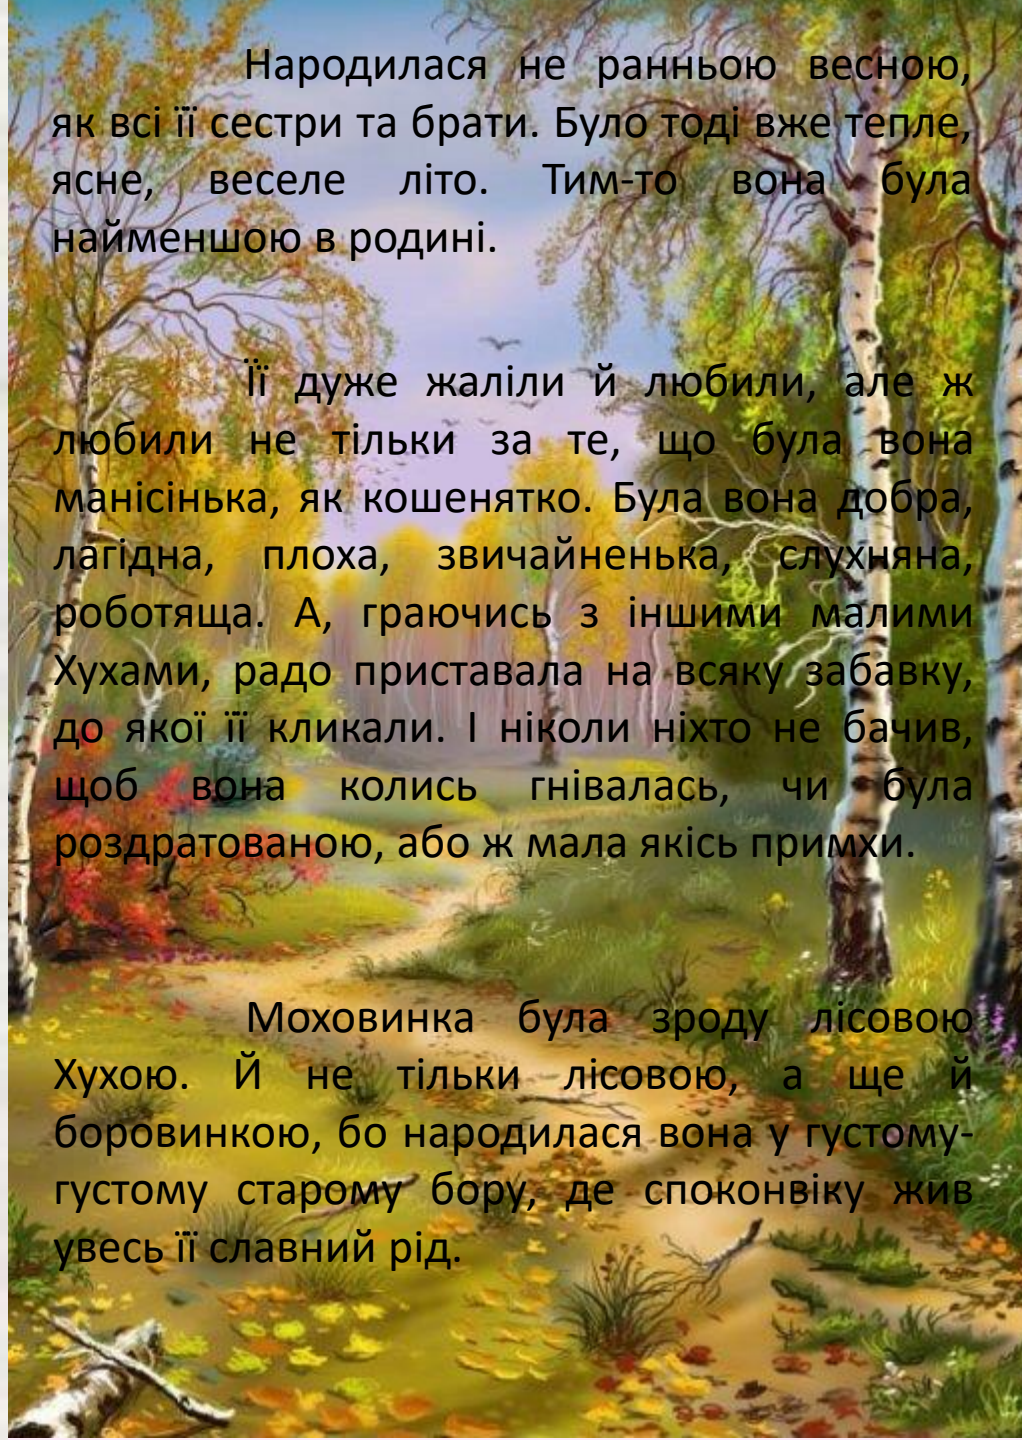 Народилася не ранньою весною,
як всі її сестри та брати. Було тоді вже тепле,
ясне, веселе літо. Тим-то вона була
найменшою в родині.
Її дуже жаліли й любили, але ж
любили не тільки за те, що була вона
манісінька, як кошенятко. Була вона добра,
лагідна, плоха, звичайненька, слухняна,
роботяща. А, граючись з іншими малими
Хухами, радо приставала на всяку забавку,
до якої її кликали. І ніколи ніхто не бачив,
щоб вона колись гнівалась, чи була
роздратованою, або ж мала якісь примхи.
Моховинка була зроду лісовою
Хухою. Й не тільки лісовою, а ще й
боровинкою, бо народилася вона у густому-
густому старому бору, де споконвіку жив
увесь її славний рід.